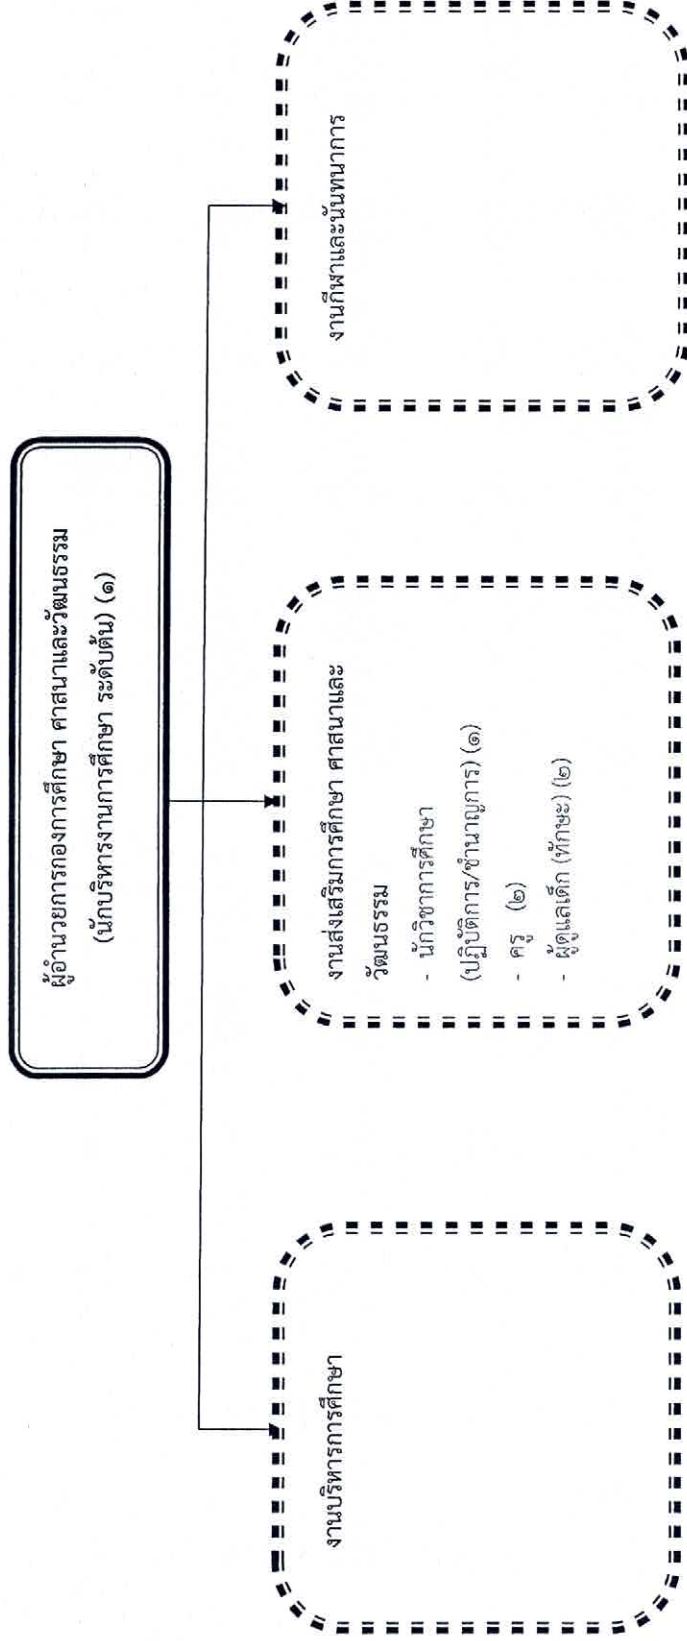 ผู้อำนวยการกองการศึกษา ศาสนาและวัฒนธรรม
(นักบริหารงานการศึกษา ระดับต้น) (๑)
งานบริหารการศึกษา
งานส่งเสริมการศึกษา ศาสนาและ
วัฒนธรรม
- นักวิชาการศึกษา
(ปฏิบัติการ/ชำนาญการ) (๑)
- ครู (๒)
- ผู้ดูแลเด็ก (ทักษะ) (๒)
งานกีฬาและนันทนาการ